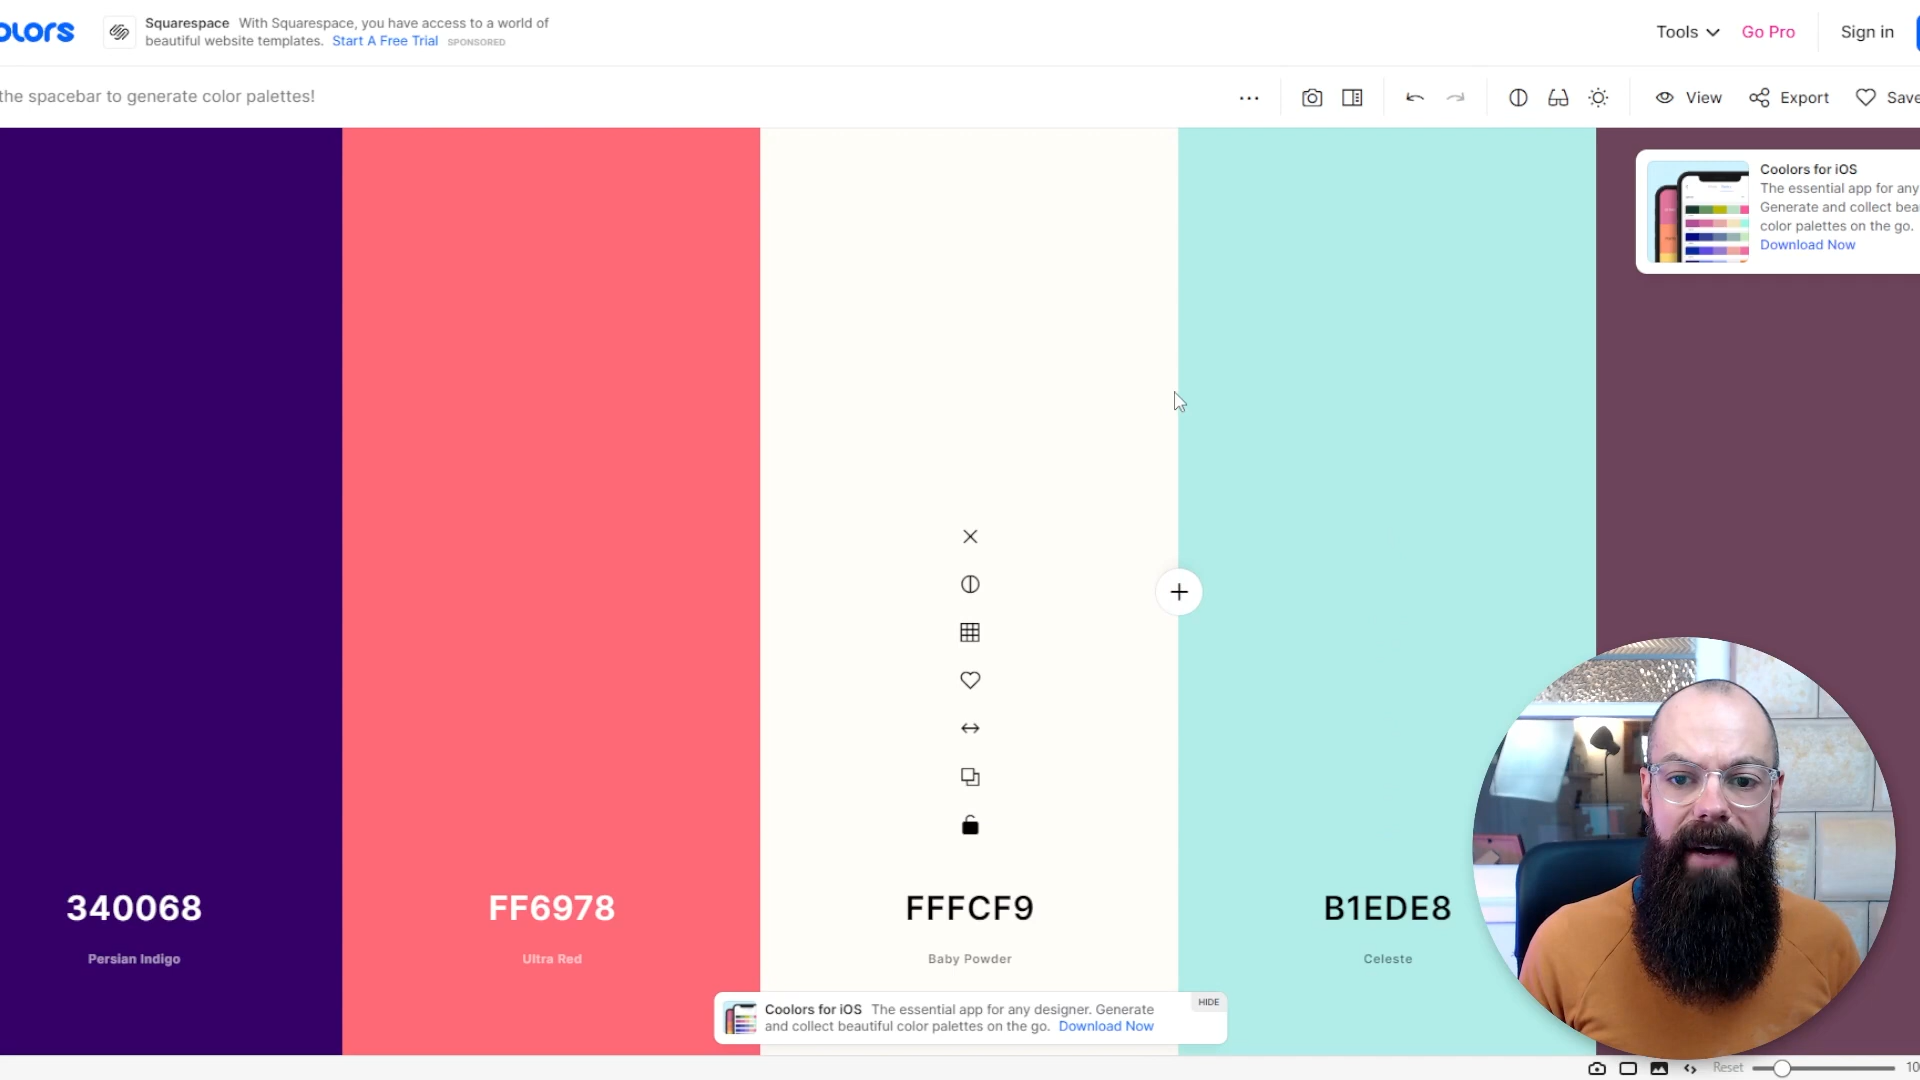 olors
Squarespace With Squarespace, you have access to a world of
beautiful website templates. Start A Free Trial SPONSORED
Tools
Go Pro
Sign in
the spacebar to generate color palettes!
View
Export
Save
Coolors for iOS
The essential app for any
Generate and collect bea
color palettes on the go.
Download Now
340068
Persian Indigo
FF6978
Ultra Red
FFFCF9
Baby Powder
B1EDE8
Celeste
Coolors for iOS The essential app for any designer. Generate
and collect beautiful color palettes on the go. Download Now
HIDE
Reset
10